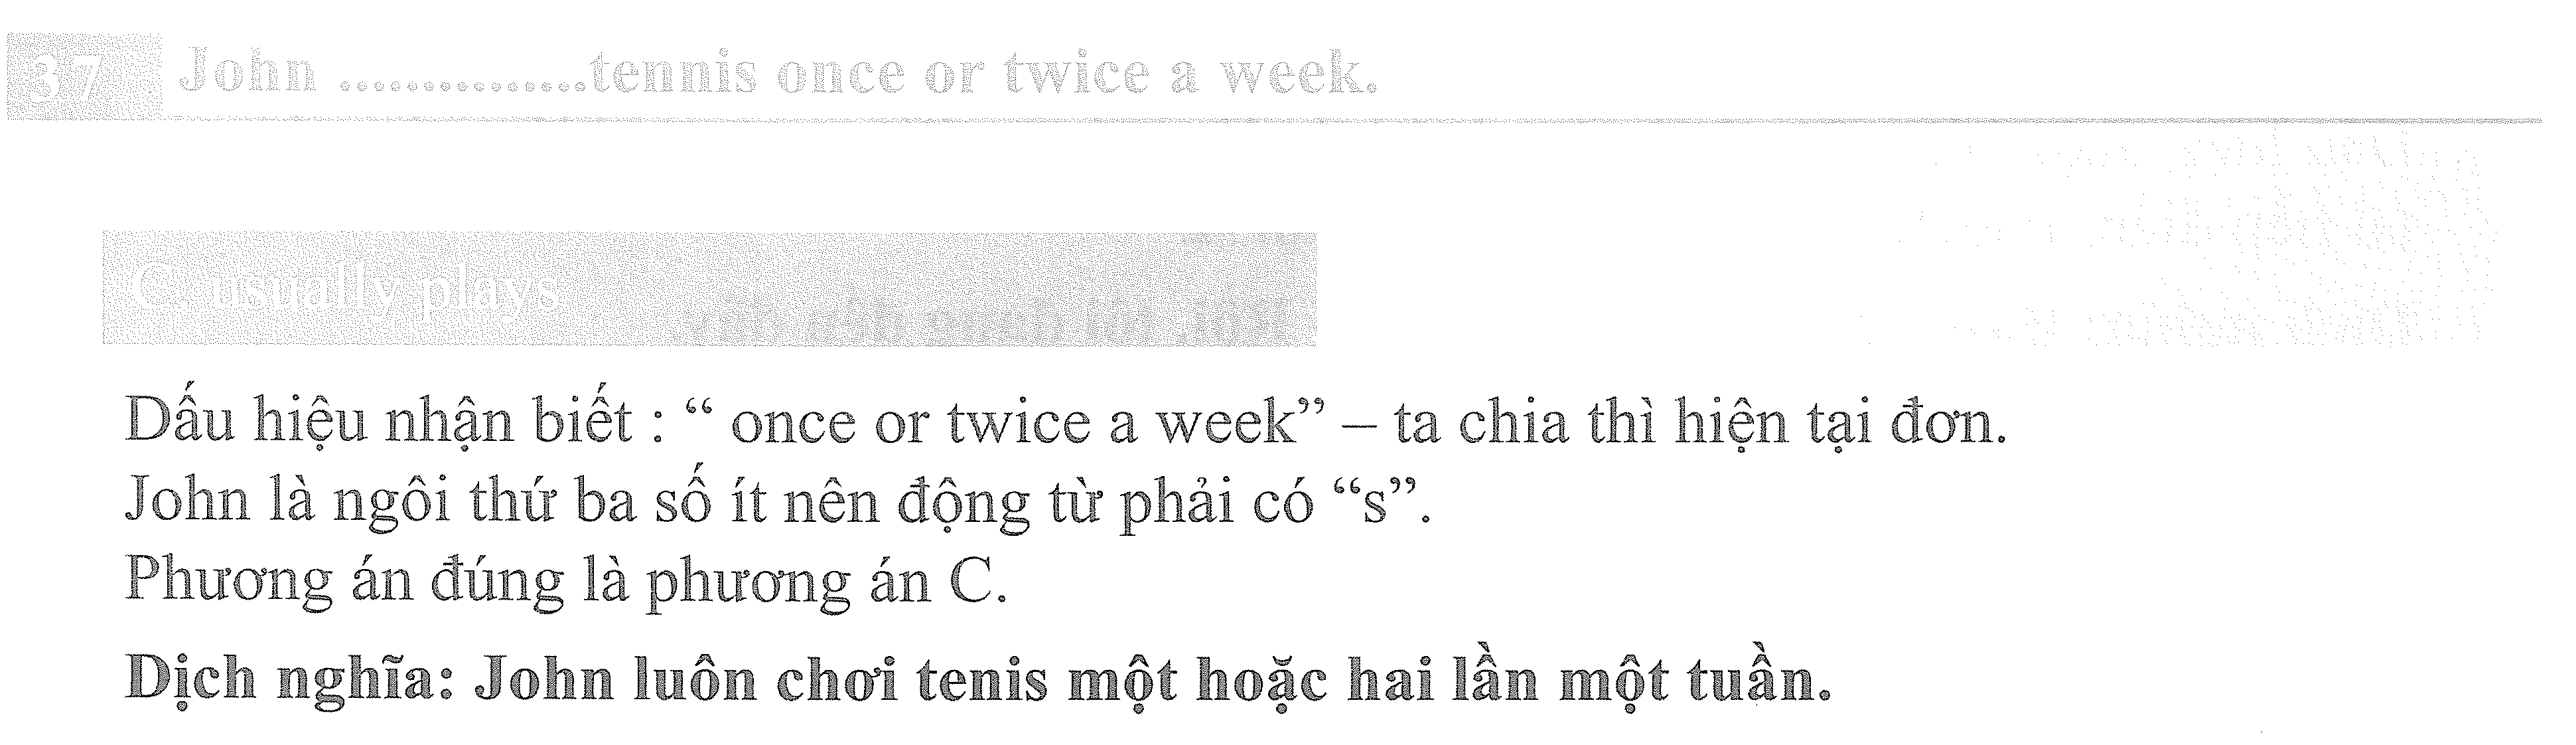 37 John ...............tennis once or twice a week.
C. usually plays
Dấu hiệu nhận biết : “ once or twice a week” – ta chia thì hiện tại đơn.
John là ngôi thứ ba số ít nên động từ phải có “s”.
Phương án đúng là phương án C.
Dịch nghĩa: John luôn chơi tenis một hoặc hai lần một tuần.